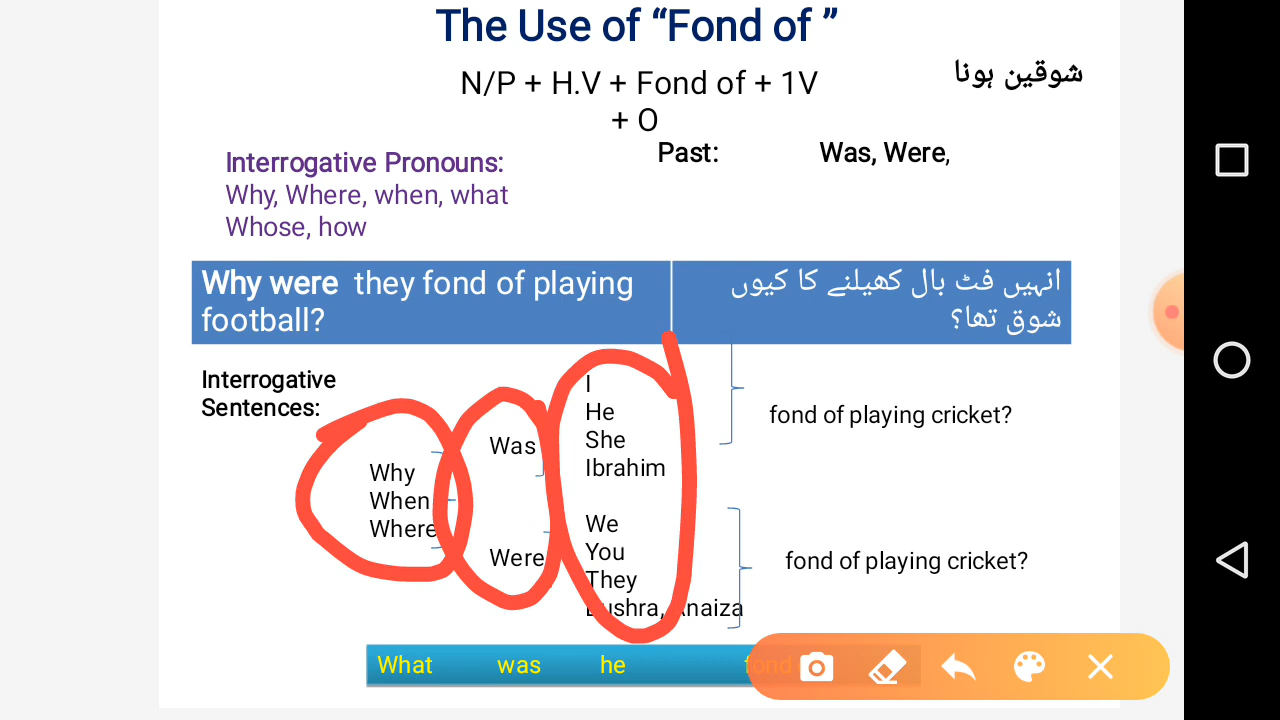 The Use of “Fond of ”
N/P + H.V + Fond of + 1V
+ O
شوقین ہونا
Interrogative Pronouns:
Why, Where, when, what
Whose, how
Past: Was, Were,
Why were they fond of playing
football?
انہیں فٹ بال کھیلنے کا کیوں
شوق تھا؟
Interrogative
Sentences:
Why
When
Where
Was
Were
I
He
She
Ibrahim
We
You
They
Bushra, Anaiza
fond of playing cricket?
fond of playing cricket?
What was he fond